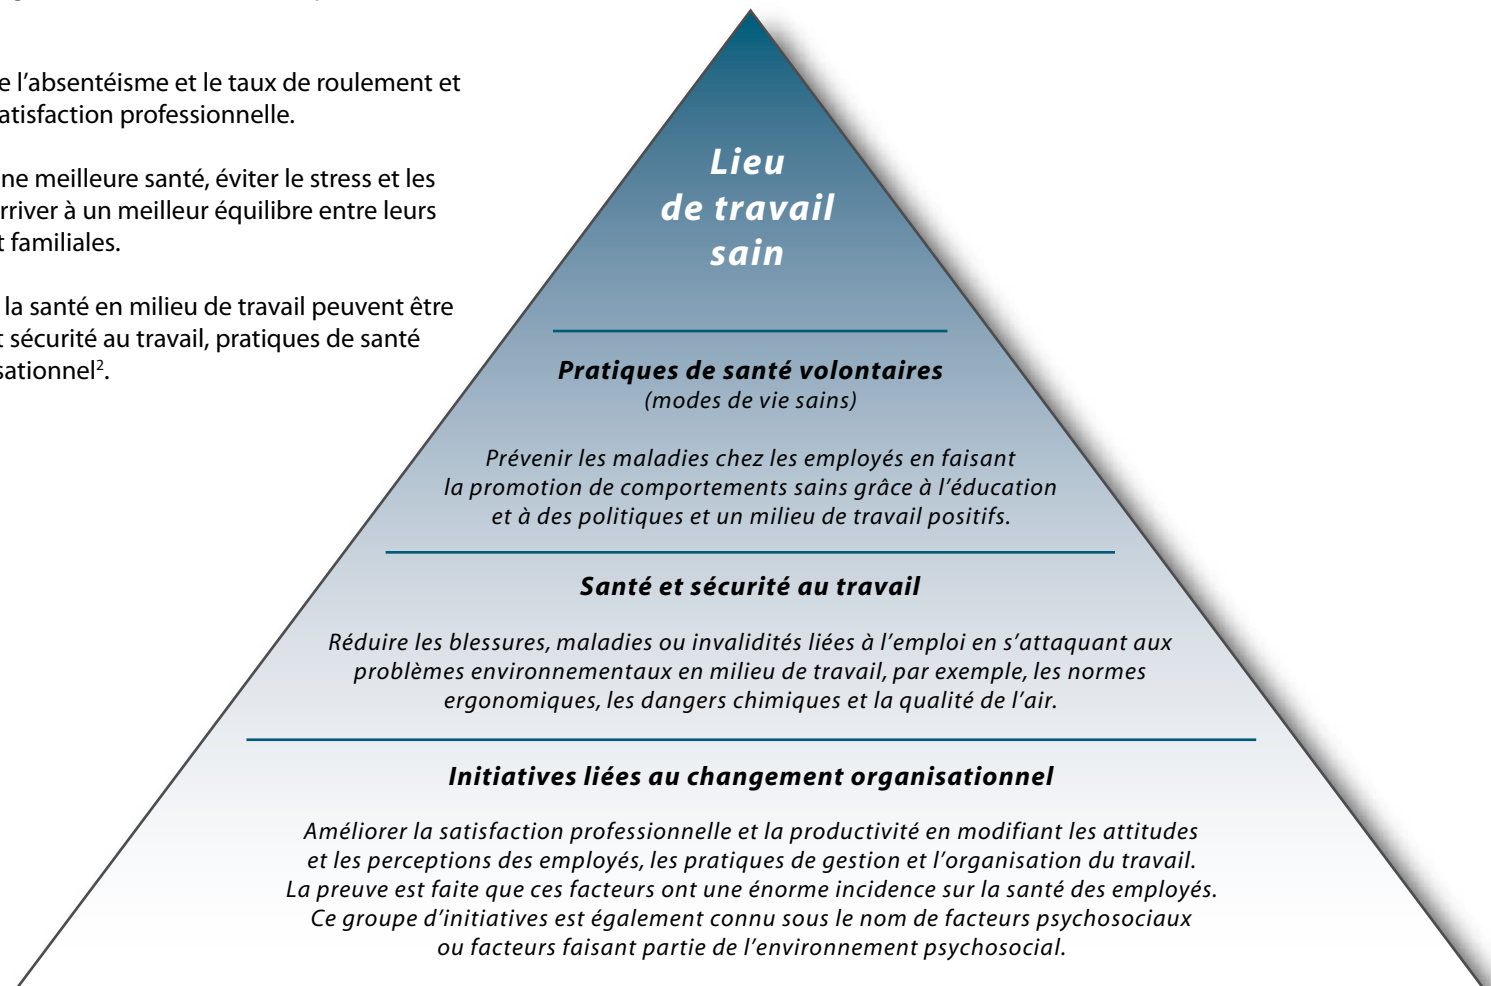 e l’absentéisme et le taux de roulement et
atisfaction professionnelle.
ne meilleure santé, éviter le stress et les
rriver à un meilleur équilibre entre leurs
t familiales.
la santé en milieu de travail peuvent être
t sécurité au travail, pratiques de santé
sationnel².
Lieu
de travail
sain
Pratiques de santé volontaires
(modes de vie sains)
Prévenir les maladies chez les employés en faisant
la promotion de comportements sains grâce à l’éducation
et à des politiques et un milieu de travail positifs.
Santé et sécurité au travail
Réduire les blessures, maladies ou invalidités liées à l’emploi en s’attaquant aux
problèmes environnementaux en milieu de travail, par exemple, les normes
ergonomiques, les dangers chimiques et la qualité de l’air.
Initiatives liées au changement organisationnel
Améliorer la satisfaction professionnelle et la productivité en modifiant les attitudes
et les perceptions des employés, les pratiques de gestion et l’organisation du travail.
La preuve est faite que ces facteurs ont une énorme incidence sur la santé des employés.
Ce groupe d’initiatives est également connu sous le nom de facteurs psychosociaux
ou facteurs faisant partie de l’environnement psychosocial.